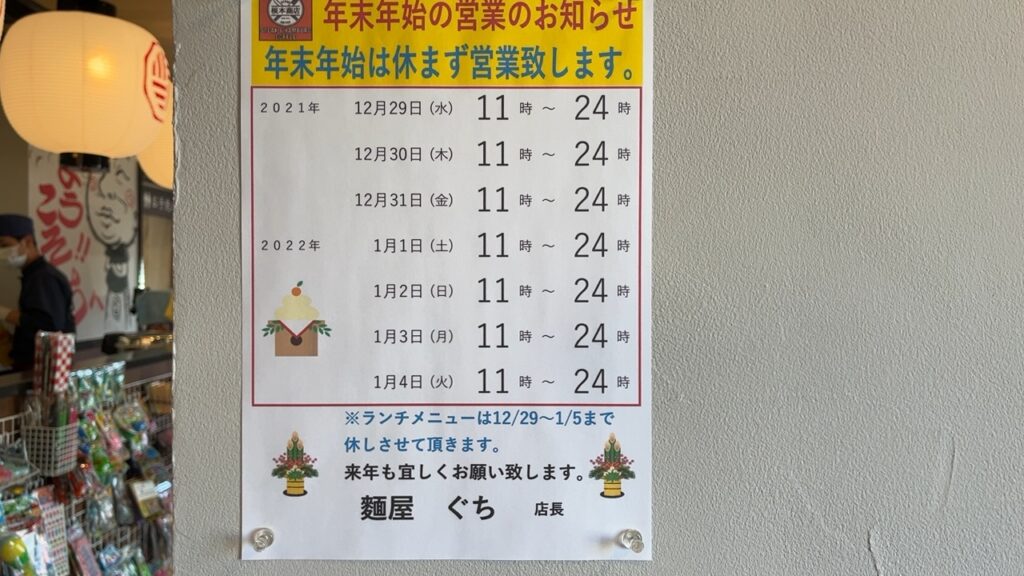 年末年始の営業のお知らせ
年末年始は休まず営業致します。
2021年 12月29日（水） 11時 ～ 24時
12月30日（木） 11時 ～ 24時
12月31日（金） 11時 ～ 24時
2022年 1月1日（土） 11時 ～ 24時
1月2日（日） 11時 ～ 24時
1月3日（月） 11時 ～ 24時
1月4日（火） 11時 ～ 24時
※ランチメニューは12/29～1/5まで
休しさせて頂きます。
来年も宜しくお願い致します。
麵屋 ぐち 店長
ようこそ!!